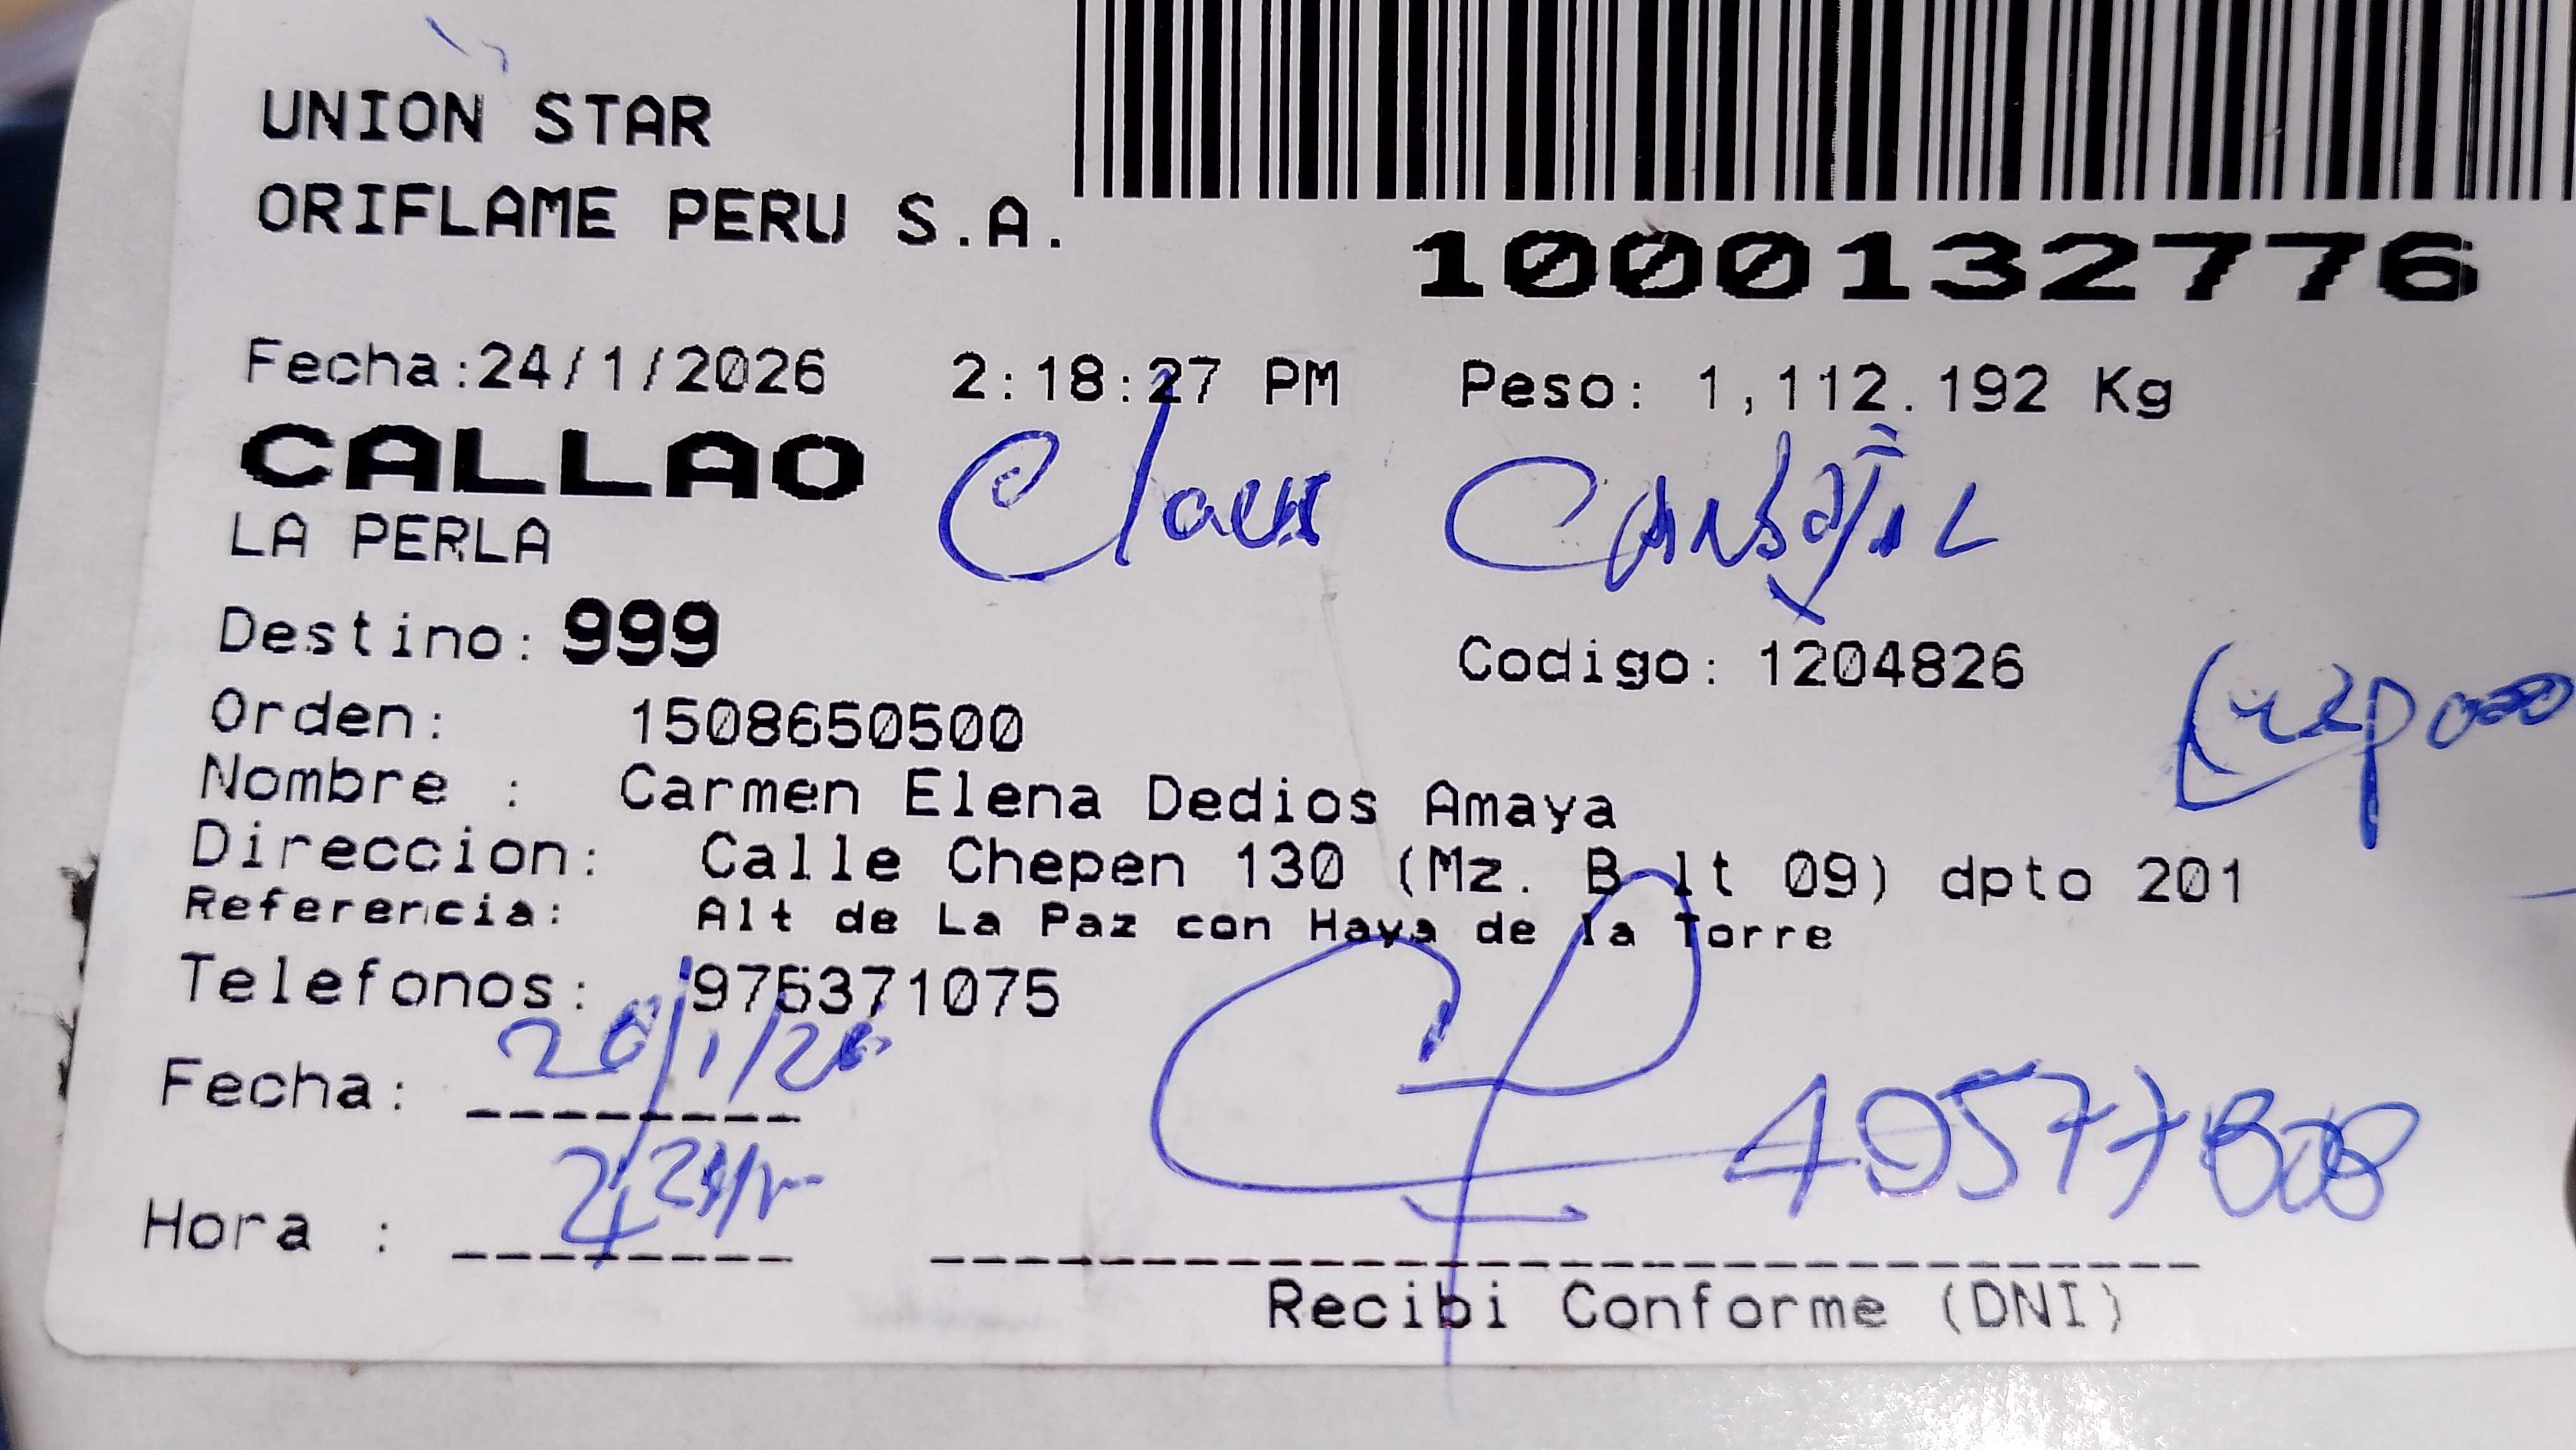 UNION STAR
ORIFLAME PERU S.A.
1000132776
Fecha:24/1/2026 2:18:27 PM Peso: 1,112.192 Kg
CALLAO
LA PERLA
Destino: 999
Codigo: 1204826
Orden: 1508650500
Nombre : Carmen Elena Dedios Amaya
Direccion: Calle Chepen 130 (Mz. B lt 09) dpto 201
Referencia: Alt de La Paz con Haya de la Torre
Telefonos: 975371075
Fecha:
Hora :
Recibi Conforme (DNI)